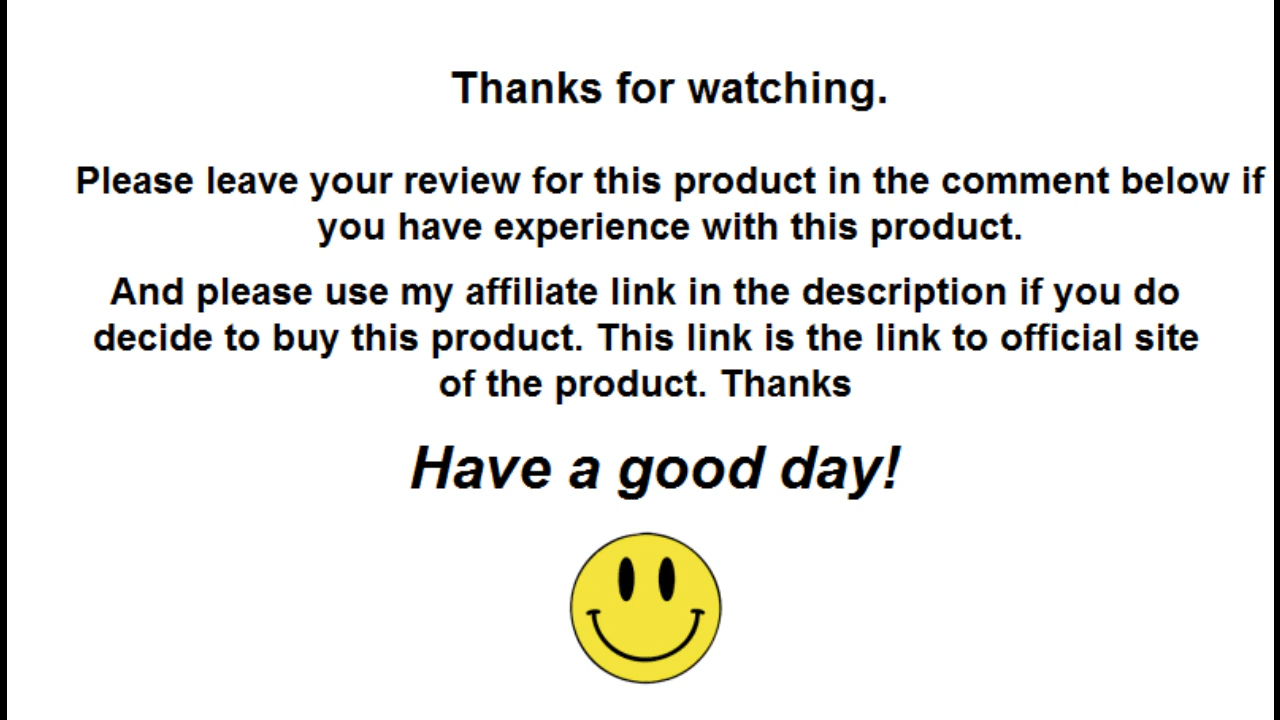 Thanks for watching.
Please leave your review for this product in the comment below if
you have experience with this product.
And please use my affiliate link in the description if you do
decide to buy this product. This link is the link to official site
of the product. Thanks
Have a good day!